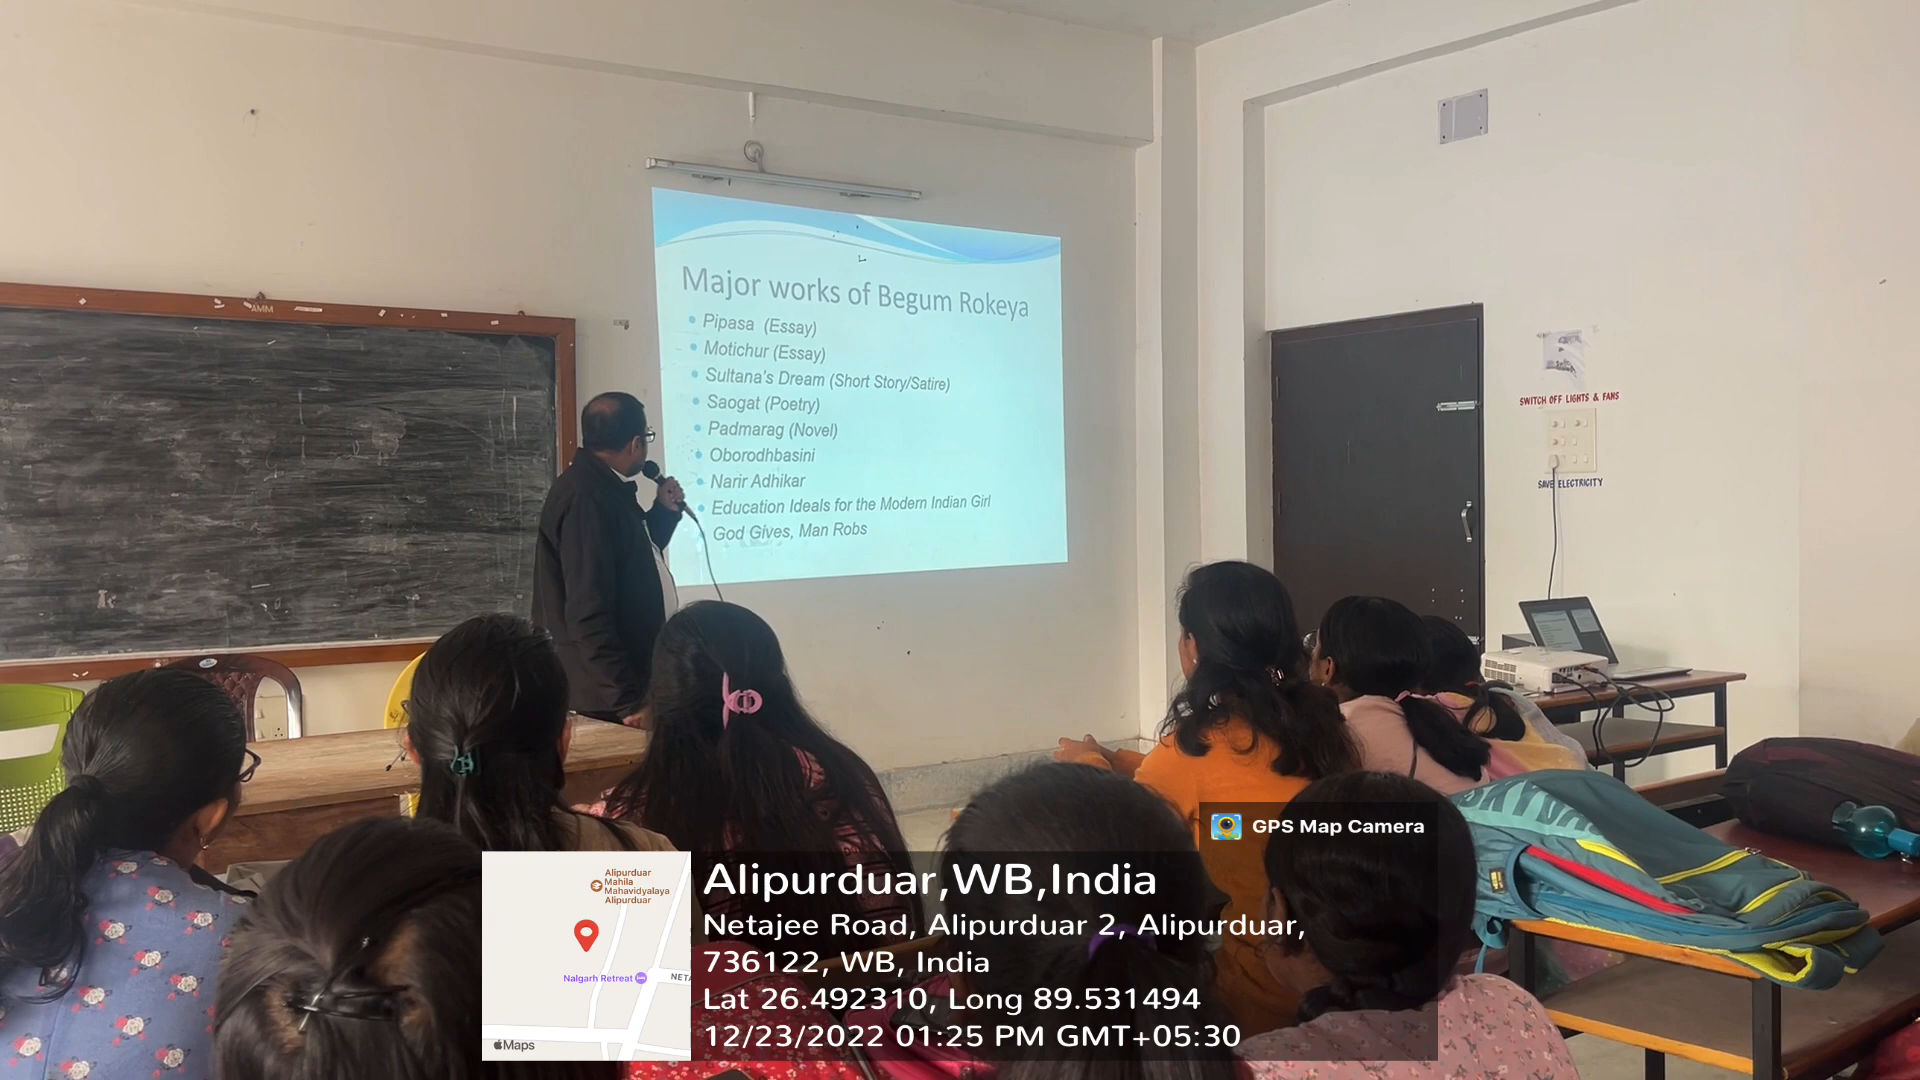 AMM
Major works of Begum Rokeya
Pipasa (Essay)
Motichur (Essay)
Sultana's Dream (Short Story/Satire)
Saogat (Poetry)
Padmarag (Novel)
Oborodhbasini
Narir Adhikar
Education Ideals for the Modern Indian Girl
God Gives, Man Robs
SWITCH OFF LIGHTS & FANS
SAVE ELECTRICITY
GPS Map Camera
Alipurduar
Mahila
Mahavidyalaya
Alipurduar
Nalgarh Retreat
NETA
Maps
Alipurduar,WB,India
Netajee Road, Alipurduar 2, Alipurduar,
736122, WB, India
Lat 26.492310, Long 89.531494
12/23/2022 01:25 PM GMT+05:30